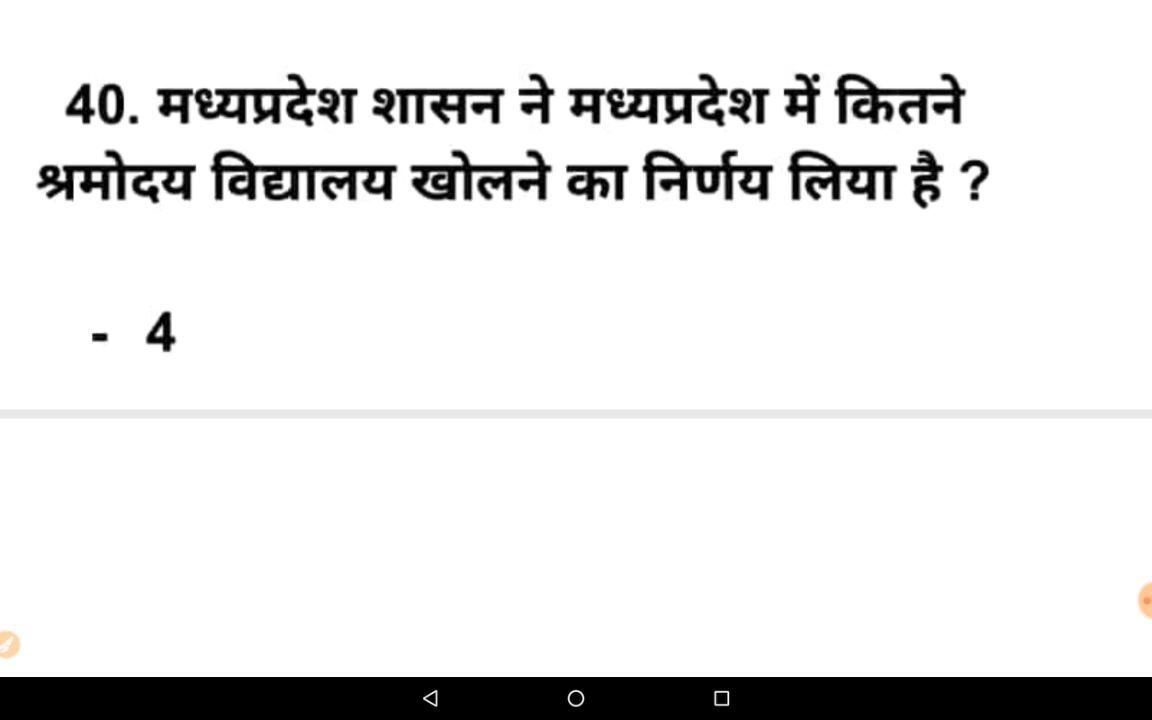 40. मध्यप्रदेश शासन ने मध्यप्रदेश में कितने
श्रमोदय विद्यालय खोलने का निर्णय लिया है ?
- 4